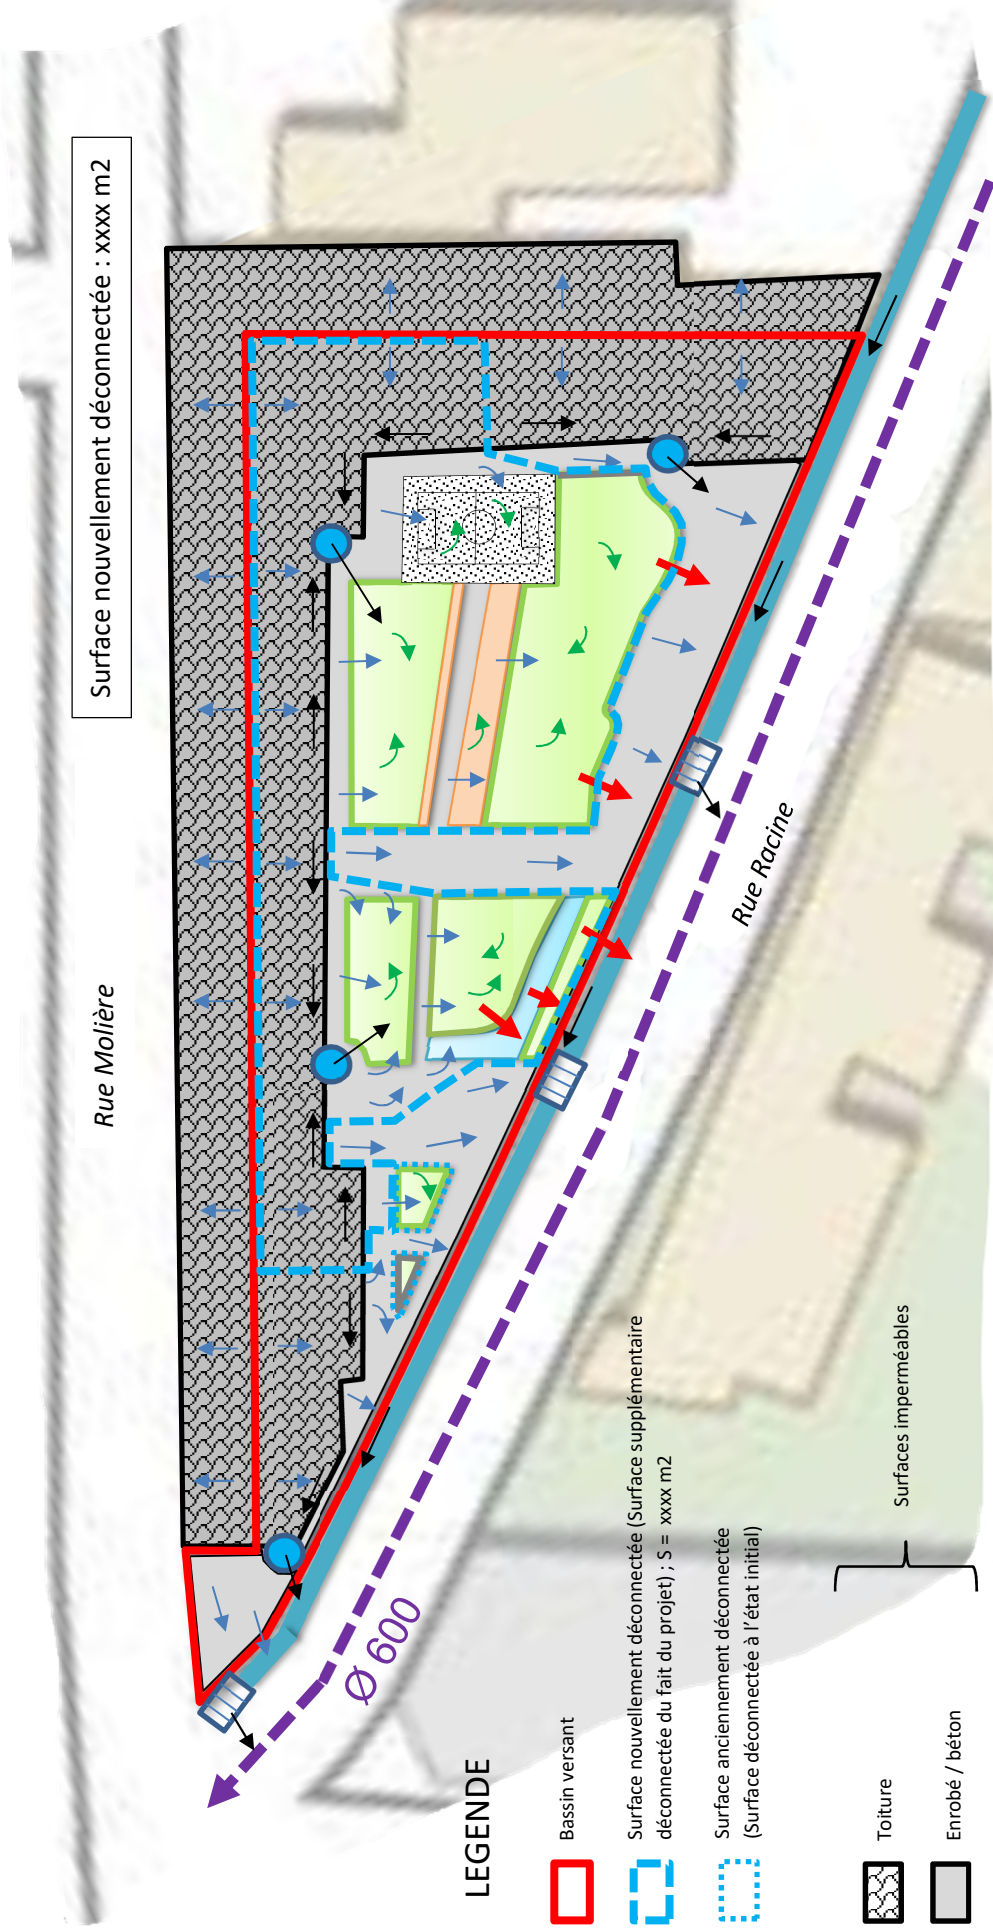 Surface nouvellement déconnectée : xxxx m2
Rue Molière
Rue Racine
Ø 600
LEGENDE
Bassin versant
Surface nouvellement déconnectée (Surface supplémentaire
déconnectée du fait du projet) ; S = xxxx m2
Surface anciennement déconnectée
(Surface déconnectée à l'état initial)
Toiture
Enrobé / béton
Surfaces imperméables